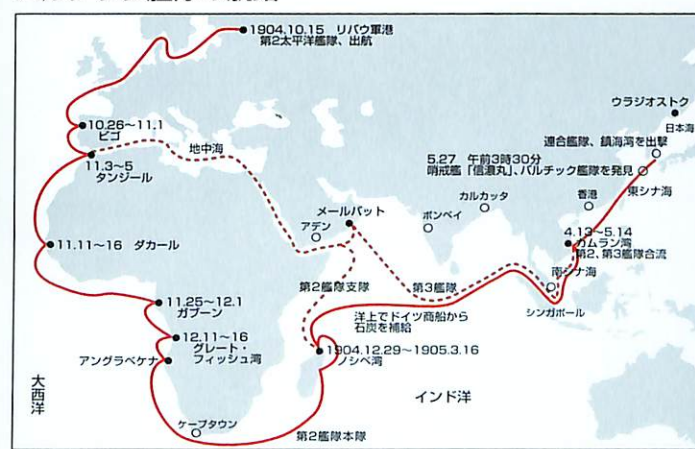 1904.10.15 リバウ軍港
第2太平洋艦隊、出航
ウラジオストク
日本海
10.26〜11.1
ビゴ
連合艦隊、鎮海湾を出撃
地中海
5.27 午前3時30分
哨戒艦「信濃丸」、バルチック艦隊を発見
11.3〜5
タンジール
東シナ海
カルカッタ
香港
メールバット
ボンベイ
アデン
4.13〜5.14
カムラン湾
第2、第3艦隊合流
11.11〜16 ダカール
南シナ海
第2艦隊支隊
第3艦隊
シンガポール
11.25〜12.1
ガブーン
洋上でドイツ商船から
石炭を補給
12.11〜16
グレート・
フィッシュ湾
1904.12.29〜1905.3.16
ノシベ湾
アングラペケナ
大西洋
インド洋
ケープタウン
第2艦隊本隊